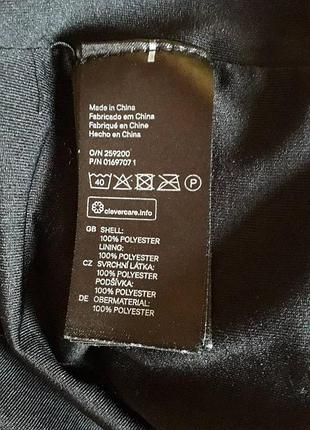 Made in China
Fabricado em China
Fabriqué en Chine
Hecho en China
O/N 259200
P/N 0169707 1
40 P
clevercare.info
GB SHELL:
100% POLYESTER
LINING:
100% POLYESTER
CZ SVRCHNÍ LÁTKA:
100% POLYESTER
PODŠÍVKA:
100% POLYESTER
DE OBERMATERIAL:
100% POLYESTER